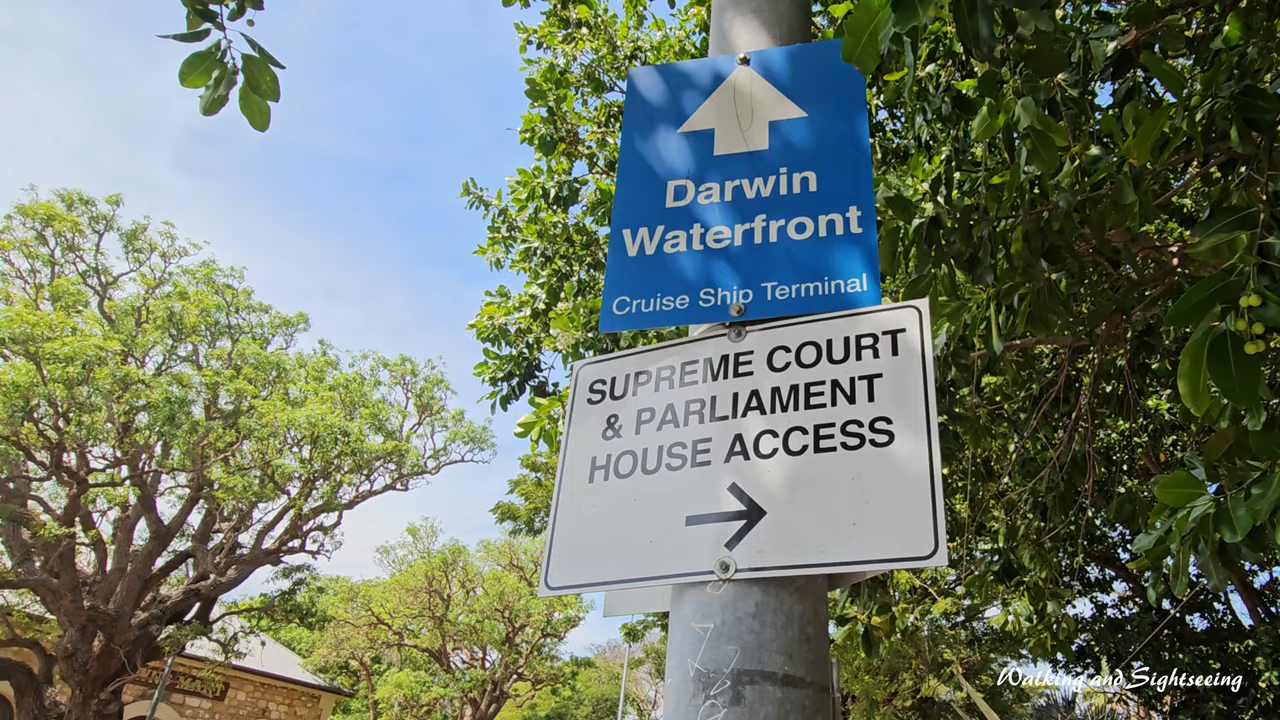 Darwin
Waterfront
Cruise Ship Terminal
SUPREME COURT
& PARLIAMENT
HOUSE ACCESS
Walking and Sightseeing